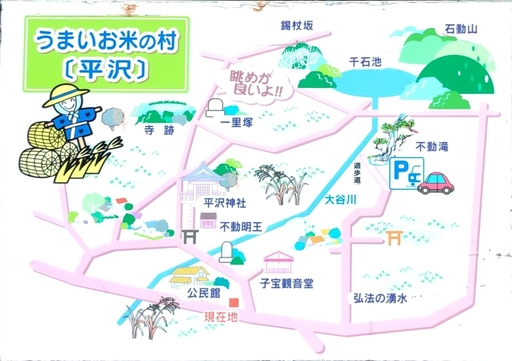 うまいお米の村
〔平沢〕
錫杖坂
石動山
千石池
眺めが
良いよ!!
寺跡
一里塚
不動滝
P
遊歩道
平沢神社
大谷川
不動明王
子宝観音堂
公民館
弘法の湧水
現在地